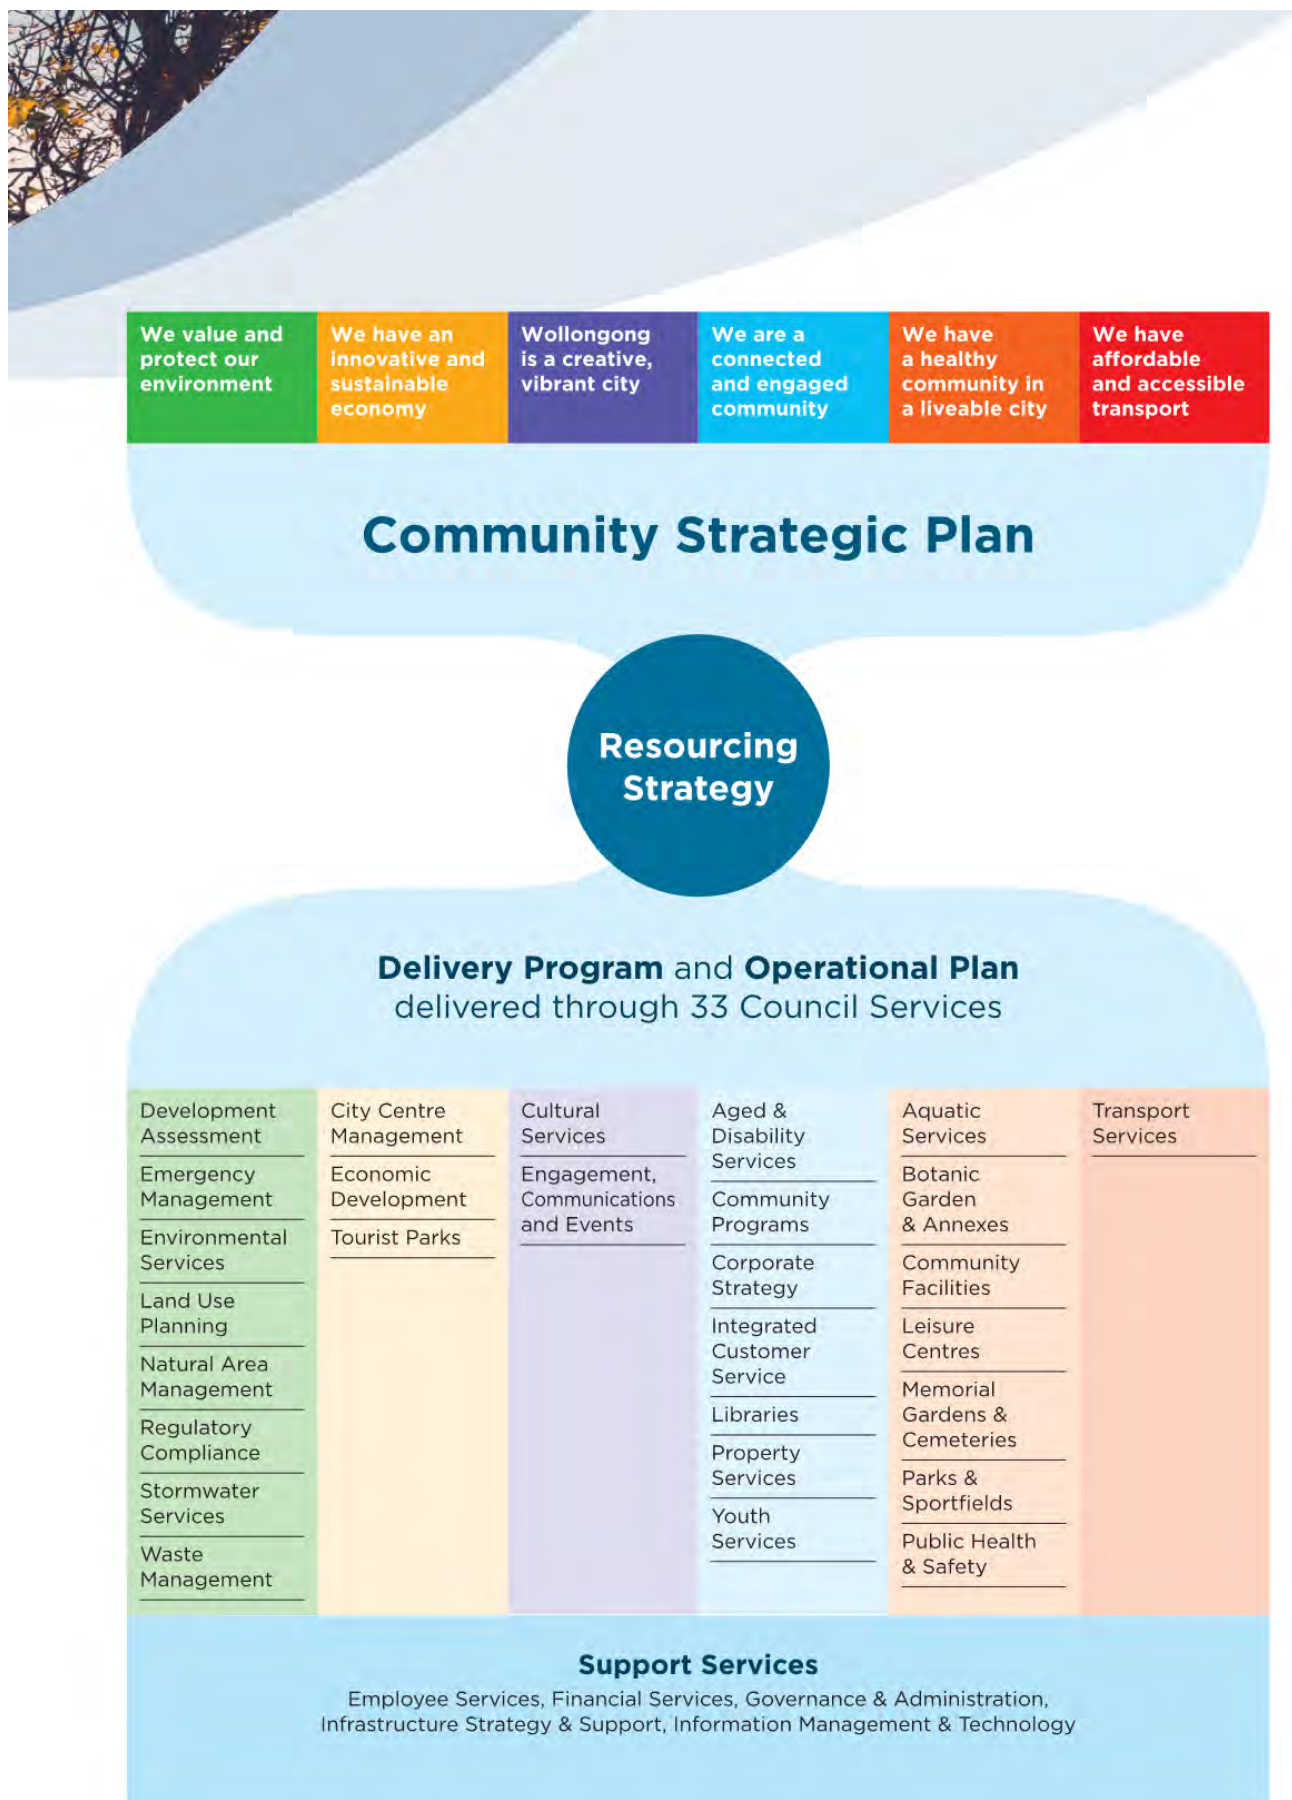 We value and
protect our
environment
We have an
innovative and
sustainable
economy
Wollongong
is a creative,
vibrant city
We are a
connected
and engaged
community
We have
a healthy
community in
a liveable city
We have
affordable
and accessible
transport
Community Strategic Plan
Resourcing
Strategy
Delivery Program and Operational Plan
delivered through 33 Council Services
Development
Assessment
Emergency
Management
Environmental
Services
Land Use
Planning
Natural Area
Management
Regulatory
Compliance
Stormwater
Services
Waste
Management
City Centre
Management
Economic
Development
Tourist Parks
Cultural
Services
Engagement,
Communications
and Events
Aged &
Disability
Services
Community
Programs
Corporate
Strategy
Integrated
Customer
Service
Libraries
Property
Services
Youth
Services
Aquatic
Services
Botanic
Garden
& Annexes
Community
Facilities
Leisure
Centres
Memorial
Gardens &
Cemeteries
Parks &
Sportfields
Public Health
& Safety
Transport
Services
Support Services
Employee Services, Financial Services, Governance & Administration,
Infrastructure Strategy & Support, Information Management & Technology